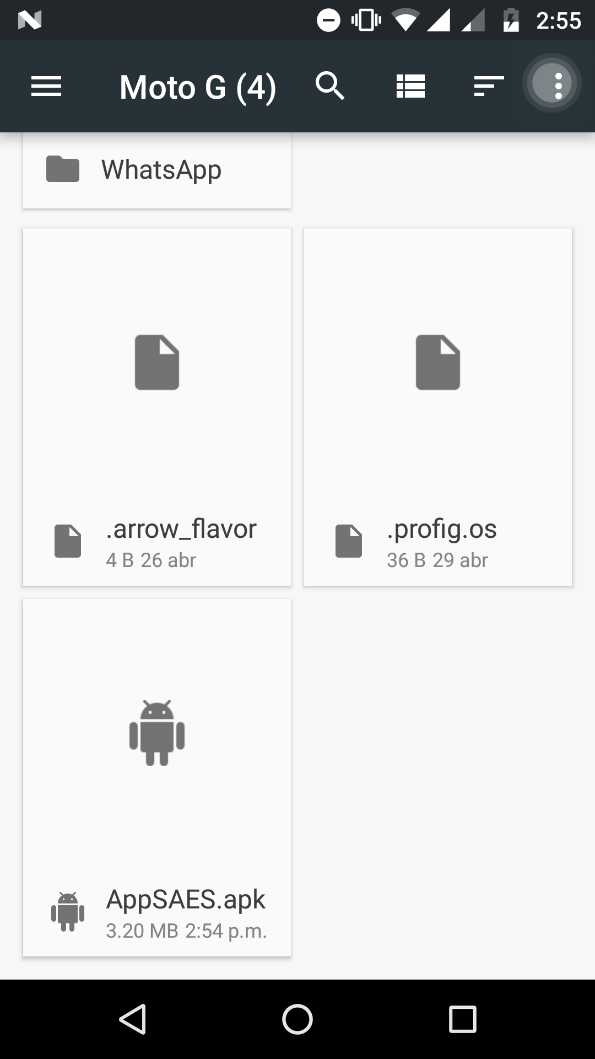 2:55
Moto G (4)
WhatsApp
.arrow_flavor
4 B 26 abr
.profig.os
36 B 29 abr
AppSAES.apk
3.20 MB 2:54 p.m.